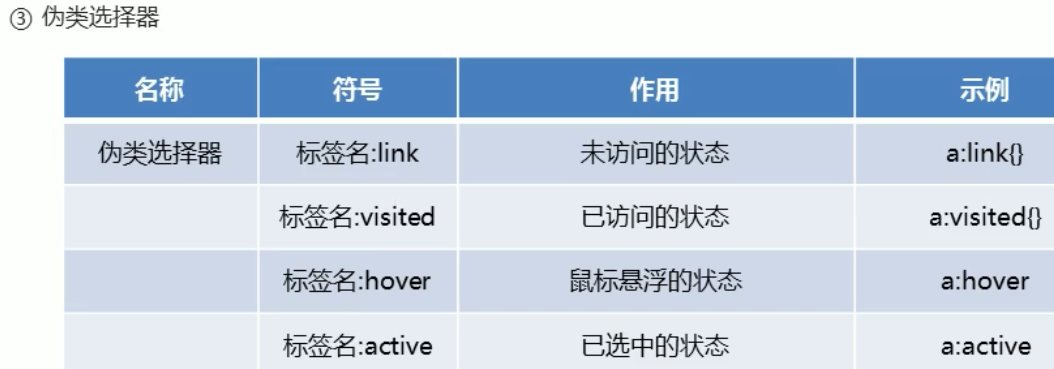 ③ 伪类选择器
名称 符号 作用 示例
伪类选择器 标签名:link 未访问的状态 a:link{}
标签名:visited 已访问的状态 a:visited{}
标签名:hover 鼠标悬浮的状态 a:hover
标签名:active 已选中的状态 a:active